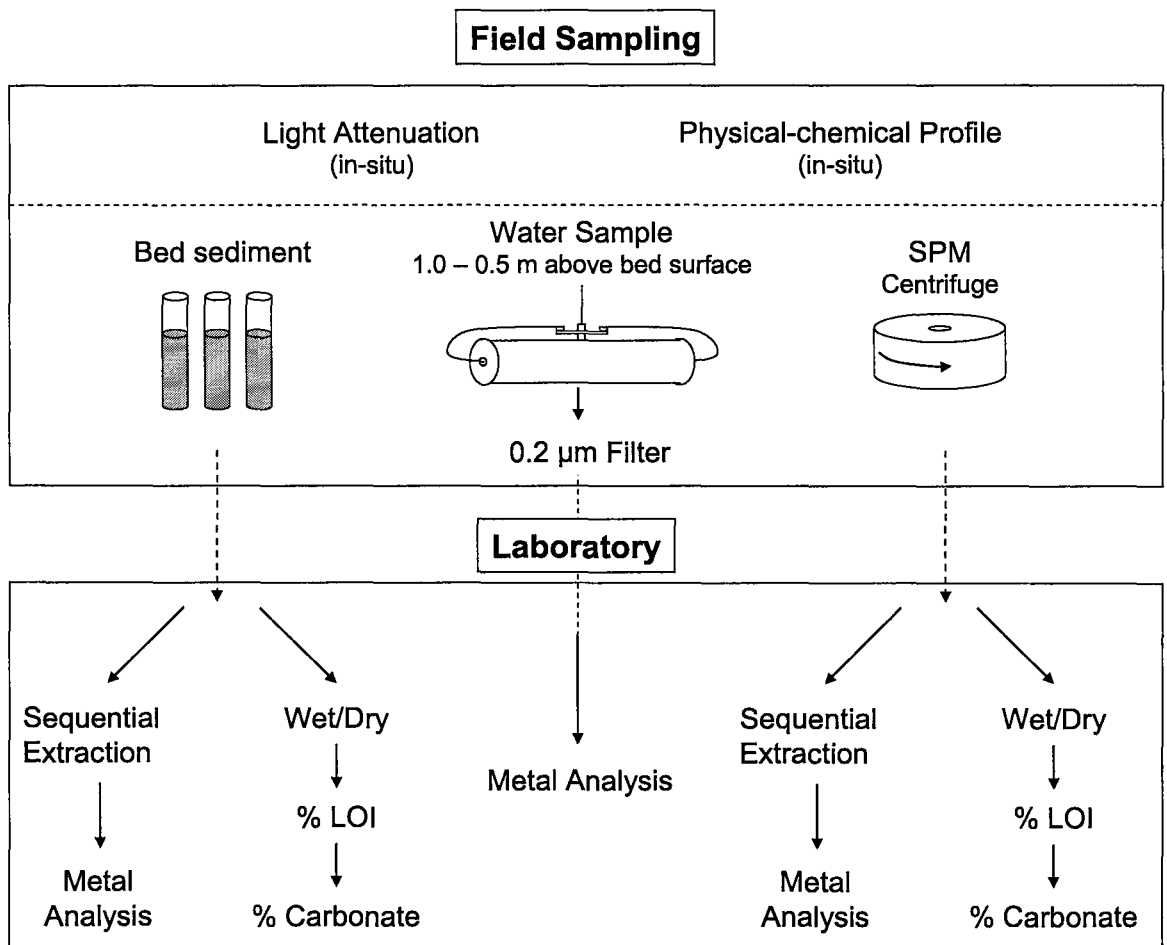 Field Sampling
Light Attenuation
(in-situ)
Physical-chemical Profile
(in-situ)
Bed sediment
Water Sample
1.0 – 0.5 m above bed surface
SPM
Centrifuge
0.2 µm Filter
Laboratory
Sequential
Extraction
Metal
Analysis
Wet/Dry
% LOI
% Carbonate
Metal Analysis
Sequential
Extraction
Metal
Analysis
Wet/Dry
% LOI
% Carbonate